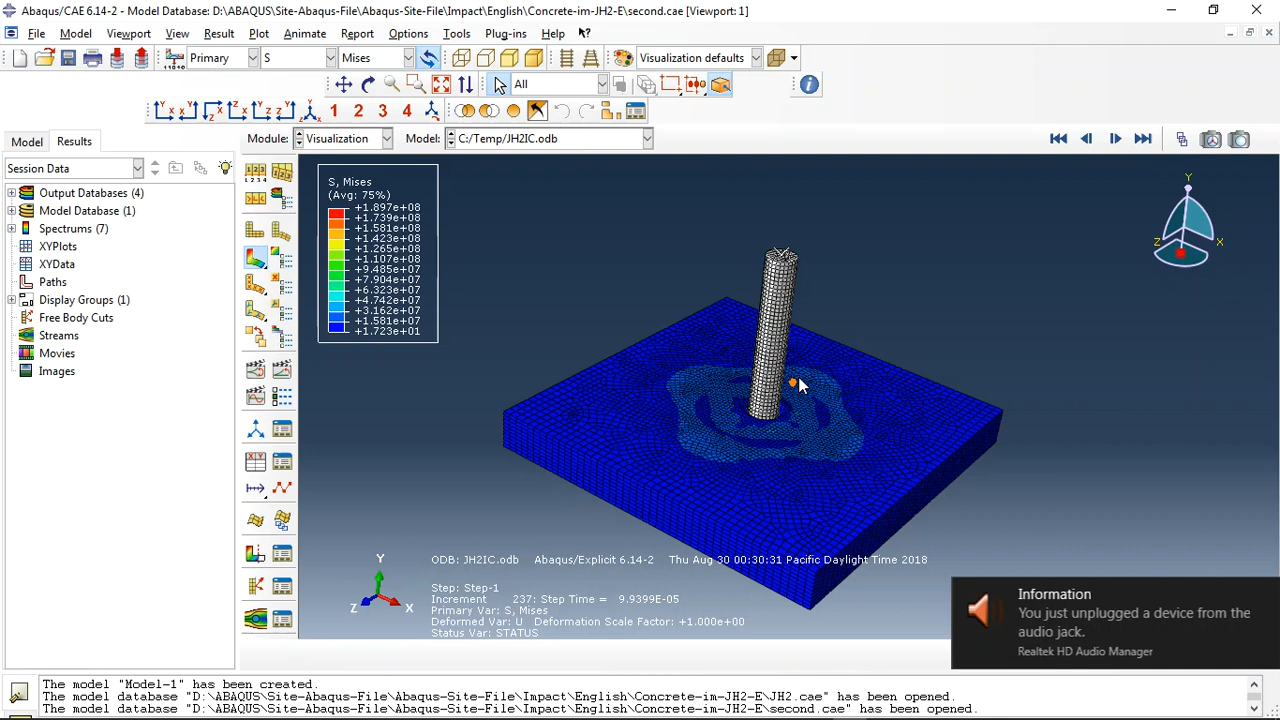 Abaqus/CAE 6.14-2 - Model Database: D:\ABAQUS\Site-Abaqus-File\Abaqus-Site-File\Impact\English\Concrete-im-JH2-E\second.cae [Viewport: 1]
File Model Viewport View Result Plot Animate Report Options Tools Plug-ins Help
Primary S Mises Visualization defaults
All
1 2 3 4
Model Results Module: Visualization Model: C:/Temp/JH2IC.odb
Session Data
Output Databases (4)
Model Database (1)
Spectrums (7)
XYPlots
XYData
Paths
Display Groups (1)
Free Body Cuts
Streams
Movies
Images
S, Mises
(Avg: 75%)
+1.897e+08
+1.739e+08
+1.581e+08
+1.423e+08
+1.265e+08
+1.107e+08
+9.485e+07
+7.904e+07
+6.323e+07
+4.742e+07
+3.162e+07
+1.581e+07
+1.723e+01
Y
Z X
Y
Z X
ODB: JH2IC.odb Abaqus/Explicit 6.14-2 Thu Aug 30 00:30:31 Pacific Daylight Time 2018
Step: Step-1
Increment 237: Step Time = 9.9399E-05
Primary Var: S, Mises
Deformed Var: U Deformation Scale Factor: +1.000e+00
Status Var: STATUS
Information
You just unplugged a device from the
audio jack.
Realtek HD Audio Manager
The model "Model-1" has been created.
The model database "D:\ABAQUS\Site-Abaqus-File\Abaqus-Site-File\Impact\English\Concrete-im-JH2-E\JH2.cae" has been opened.
The model database "D:\ABAQUS\Site-Abaqus-File\Abaqus-Site-File\Impact\English\Concrete-im-JH2-E\second.cae" has been opened.